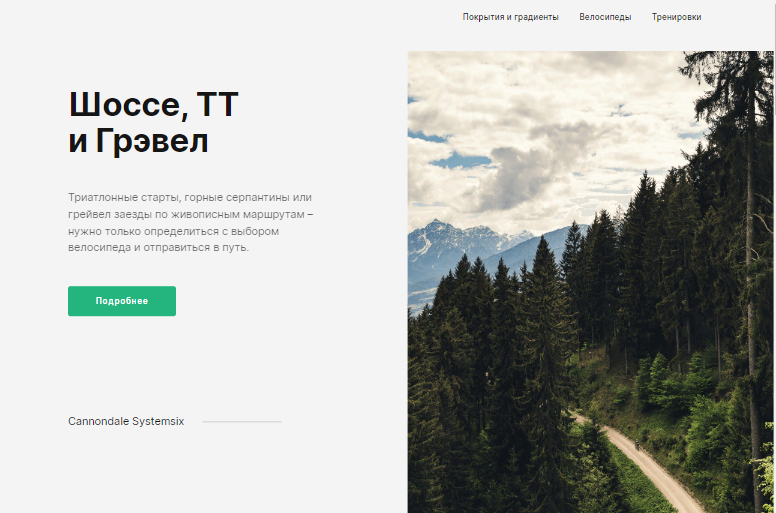 Покрытия и градиенты Велосипеды Тренировки
Шоссе, ТТ
и Грэвел
Триатлонные старты, горные серпантины или
грейвел заезды по живописным маршрутам –
нужно только определиться с выбором
велосипеда и отправиться в путь.
Подробнее
Cannondale Systemsix